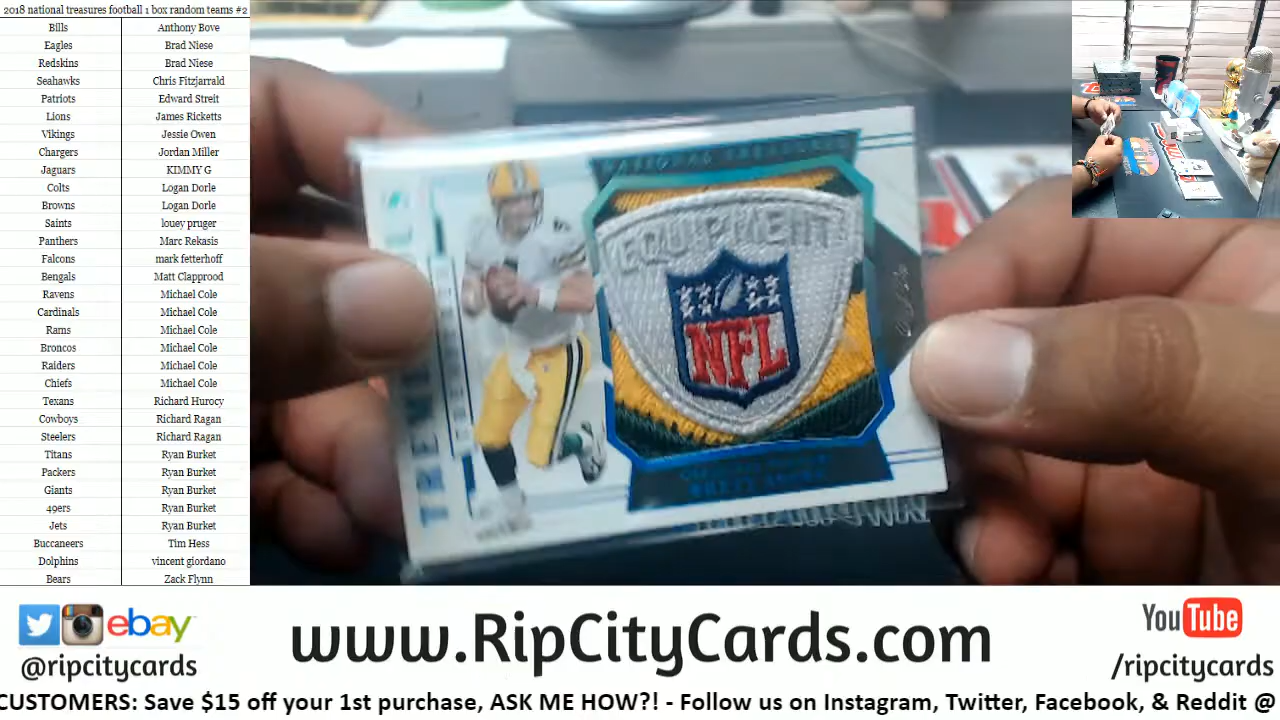 2018 national treasures football 1 box random teams #2
Bills Anthony Bove
Eagles Brad Niese
Redskins Brad Niese
Seahawks Chris Fitzjarrald
Patriots Edward Streit
Lions James Ricketts
Vikings Jessie Owen
Chargers Jordan Miller
Jaguars KIMMY G
Colts Logan Dorle
Browns Logan Dorle
Saints louey pruger
Panthers Marc Rekasis
Falcons mark fetterhoff
Bengals Matt Clapprood
Ravens Michael Cole
Cardinals Michael Cole
Rams Michael Cole
Broncos Michael Cole
Raiders Michael Cole
Chiefs Michael Cole
Texans Richard Hurocy
Cowboys Richard Ragan
Steelers Richard Ragan
Titans Ryan Burket
Packers Ryan Burket
Giants Ryan Burket
49ers Ryan Burket
Jets Ryan Burket
Buccaneers Tim Hess
Dolphins vincent giordano
Bears Zack Flynn
NATIONAL TREASURES
EQUIPMENT
NFL
ebay
@ripcitycards
www.RipCityCards.com
YouTube
/ripcitycards
CUSTOMERS: Save $15 off your 1st purchase, ASK ME HOW?! - Follow us on Instagram, Twitter, Facebook, & Reddit @